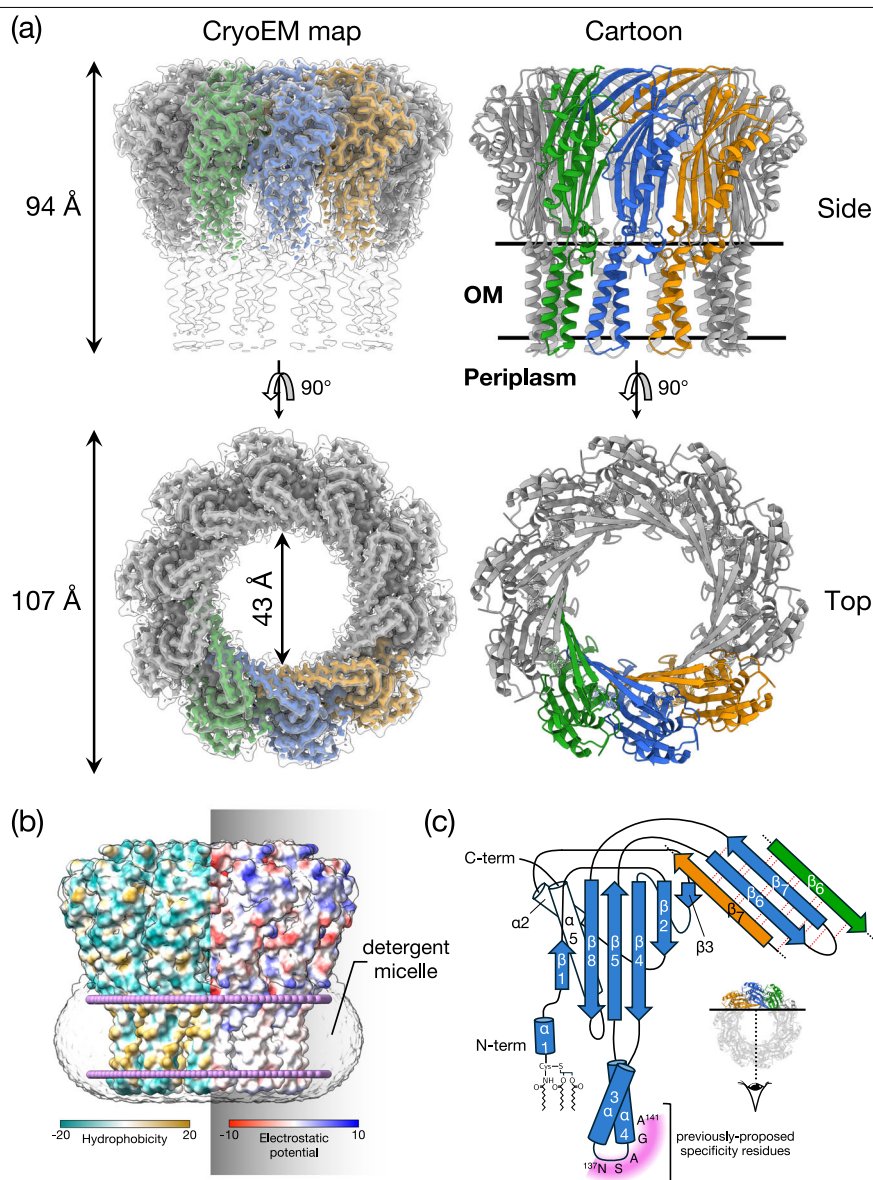 (a)
CryoEM map
Cartoon
94 Å
Side
OM
Periplasm
90°
90°
107 Å
43 Å
Top
(b)
detergent
micelle
-20
20
Hydrophobicity
-10
10
Electrostatic
potential
(c)
C-term
α2
α
5
β
1
β
8
β
5
β
4
β
2
β3
β7
β6
β7
β6
N-term
α
1
Cys—S
NH
O O
O
O
3
α
α
4
A¹⁴¹
G
A
S
¹³⁷N
previously-proposed
specificity residues